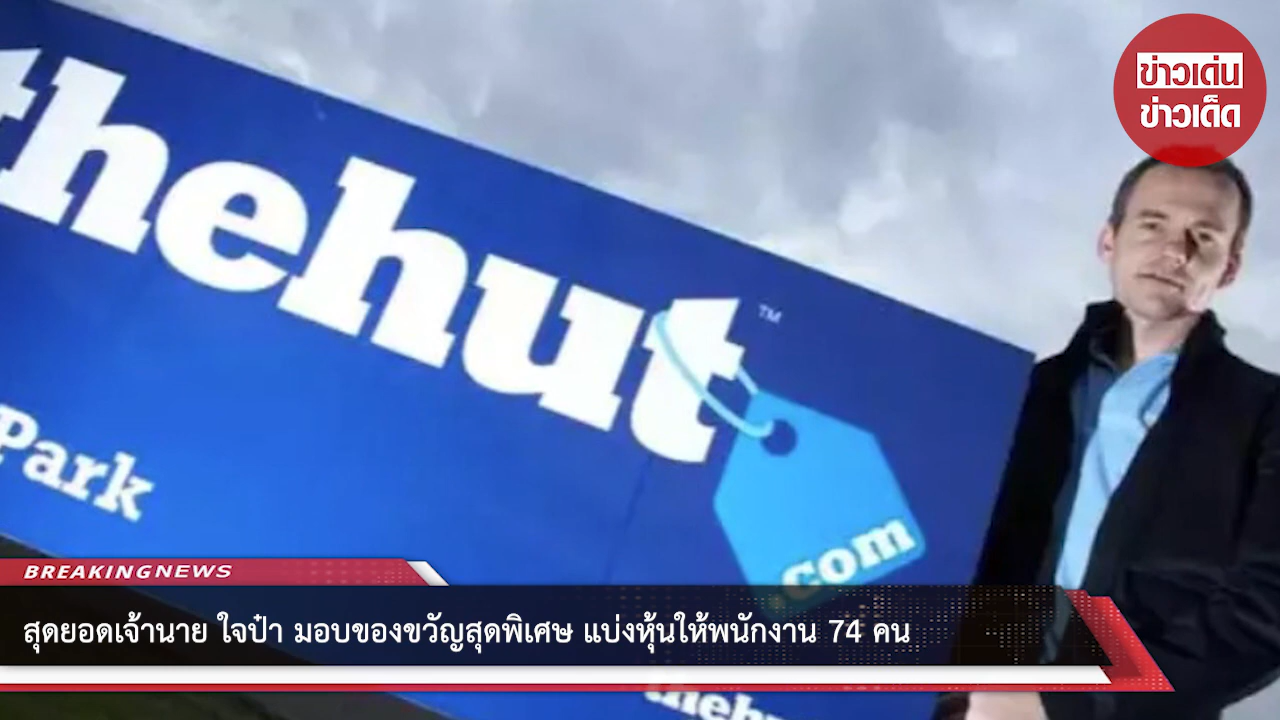 ข่าวเด่น
ข่าวเด็ด
thehut
™
.com
Park
BREAKING NEWS
สุดยอดเจ้านาย ใจป๋า มอบของขวัญสุดพิเศษ แบ่งหุ้นให้พนักงาน 74 คน